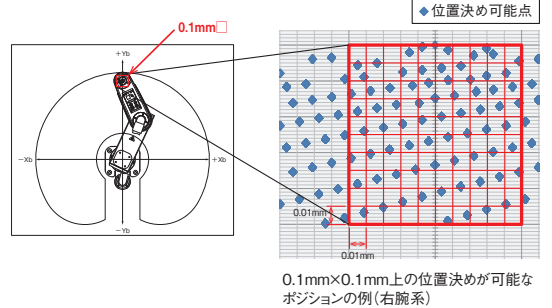 ◆位置決め可能点
0.1mm□
+Yb
−Xb
+Xb
−Yb
0.01mm
0.01mm
0.1mm×0.1mm上の位置決めが可能な
ポジションの例(右腕系)